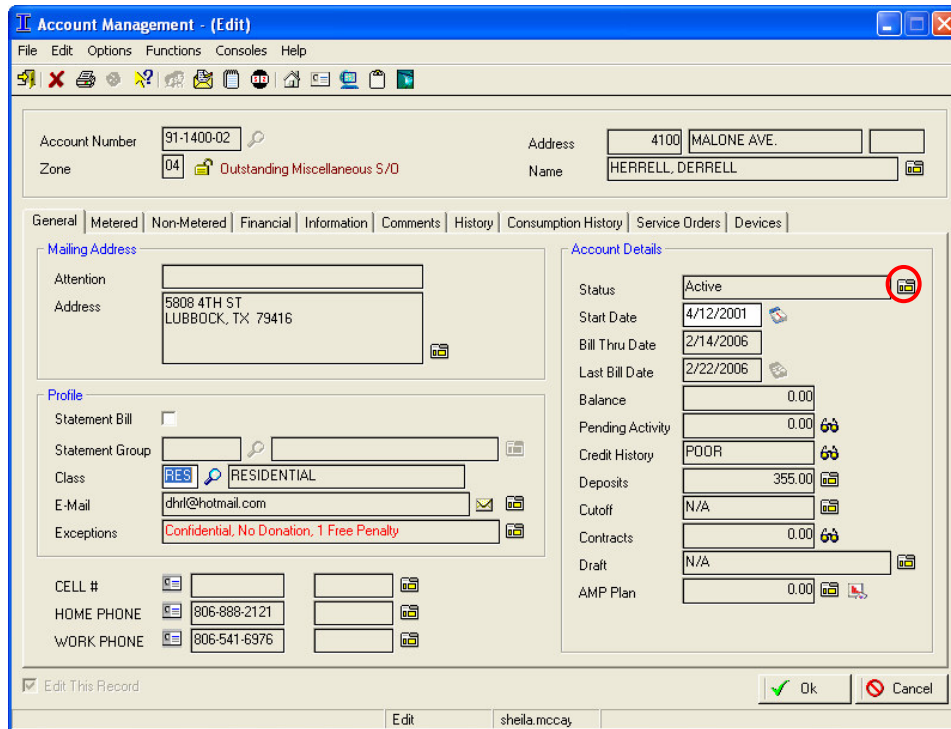 Account Management - (Edit)
File Edit Options Functions Consoles Help
Account Number 91-1400-02
Address 4100 MALONE AVE.
Zone 04 Outstanding Miscellaneous S/O
Name HERRELL, DERRELL
General Metered Non-Metered Financial Information Comments History Consumption History Service Orders Devices
Mailing Address
Attention
Address 5808 4TH ST
LUBBOCK, TX 79416
Profile
Statement Bill
Statement Group
Class RES RESIDENTIAL
E-Mail dhrl@hotmail.com
Exceptions Confidential, No Donation, 1 Free Penalty
CELL #
HOME PHONE 806-888-2121
WORK PHONE 806-541-6976
Account Details
Status Active
Start Date 4/12/2001
Bill Thru Date 2/14/2006
Last Bill Date 2/22/2006
Balance 0.00
Pending Activity 0.00
Credit History POOR
Deposits 355.00
Cutoff N/A
Contracts 0.00
Draft N/A
AMP Plan 0.00
Edit This Record
Ok Cancel
Edit sheila.mccay